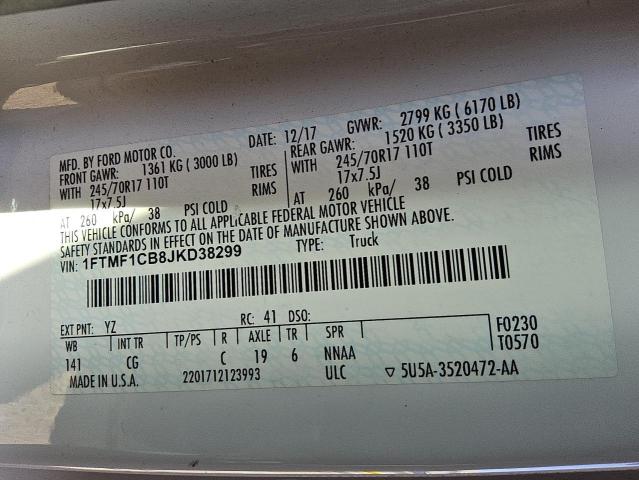 MFD. BY FORD MOTOR CO. DATE: 12/17 GVWR: 2799 KG ( 6170 LB)
FRONT GAWR: 1361 KG ( 3000 LB) REAR GAWR: 1520 KG ( 3350 LB)
WITH 245/70R17 110T TIRES WITH 245/70R17 110T TIRES
17x7.5J RIMS 17x7.5J RIMS
AT 260 kPa/ 38 PSI COLD AT 260 kPa/ 38 PSI COLD
THIS VEHICLE CONFORMS TO ALL APPLICABLE FEDERAL MOTOR VEHICLE
SAFETY STANDARDS IN EFFECT ON THE DATE OF MANUFACTURE SHOWN ABOVE.
VIN: 1FTMF1CB8JKD38299 TYPE: Truck
EXT PNT: YZ RC: 41 DSO:
WB INT TR TP/PS R AXLE TR SPR F0230
141 CG C 19 6 NNAA T0570
MADE IN U.S.A. 2201712123993 ULC ▽ 5U5A-3520472-AA